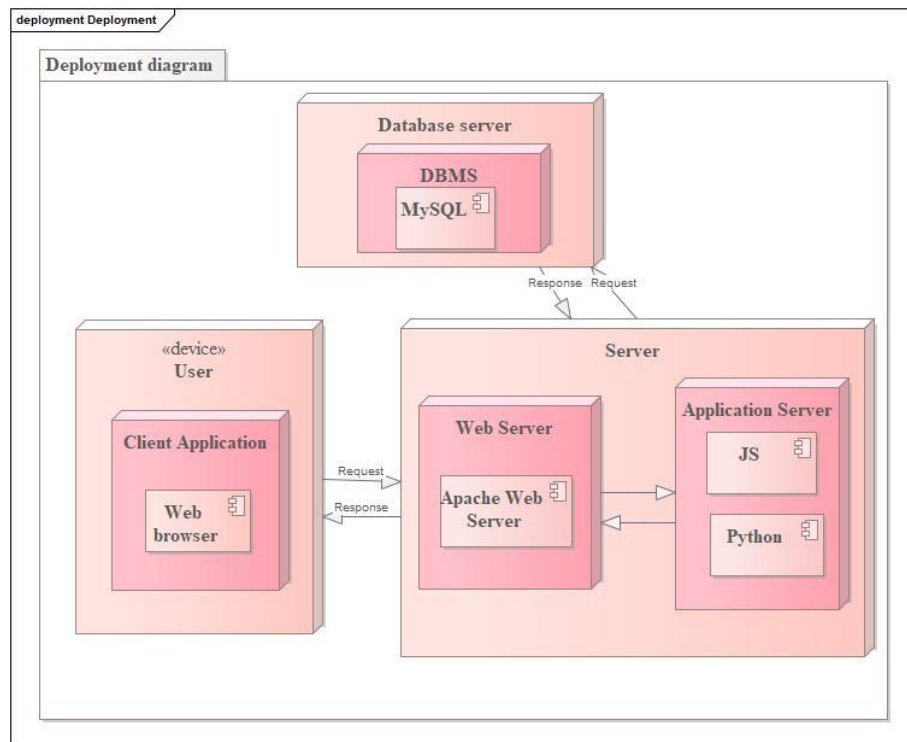 deployment Deployment
Deployment diagram
Database server
DBMS
MySQL
Response
Request
«device»
User
Client Application
Web
browser
Request
Response
Server
Web Server
Apache Web
Server
Application Server
JS
Python